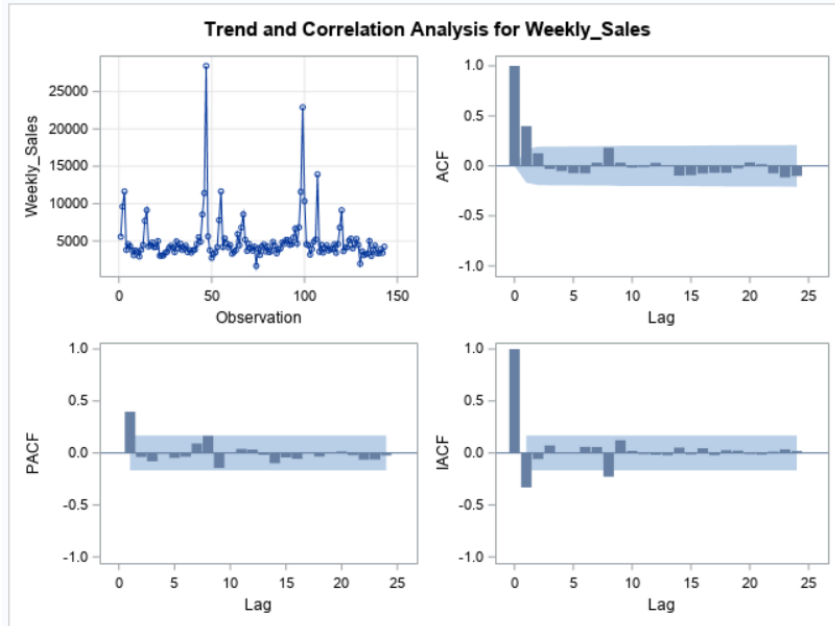 Trend and Correlation Analysis for Weekly_Sales
Weekly_Sales
25000
20000
15000
10000
5000
0 50 100 150
Observation
ACF
1.0
0.5
0.0
-0.5
-1.0
0 5 10 15 20 25
Lag
PACF
1.0
0.5
0.0
-0.5
-1.0
0 5 10 15 20 25
Lag
IACF
1.0
0.5
0.0
-0.5
-1.0
0 5 10 15 20 25
Lag